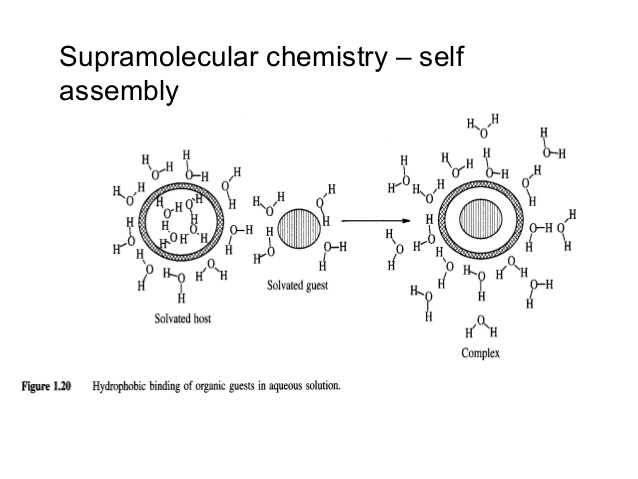 Supramolecular chemistry – self
assembly
Solvated host
Solvated guest
Complex
Figure 1.20 Hydrophobic binding of organic guests in aqueous solution.